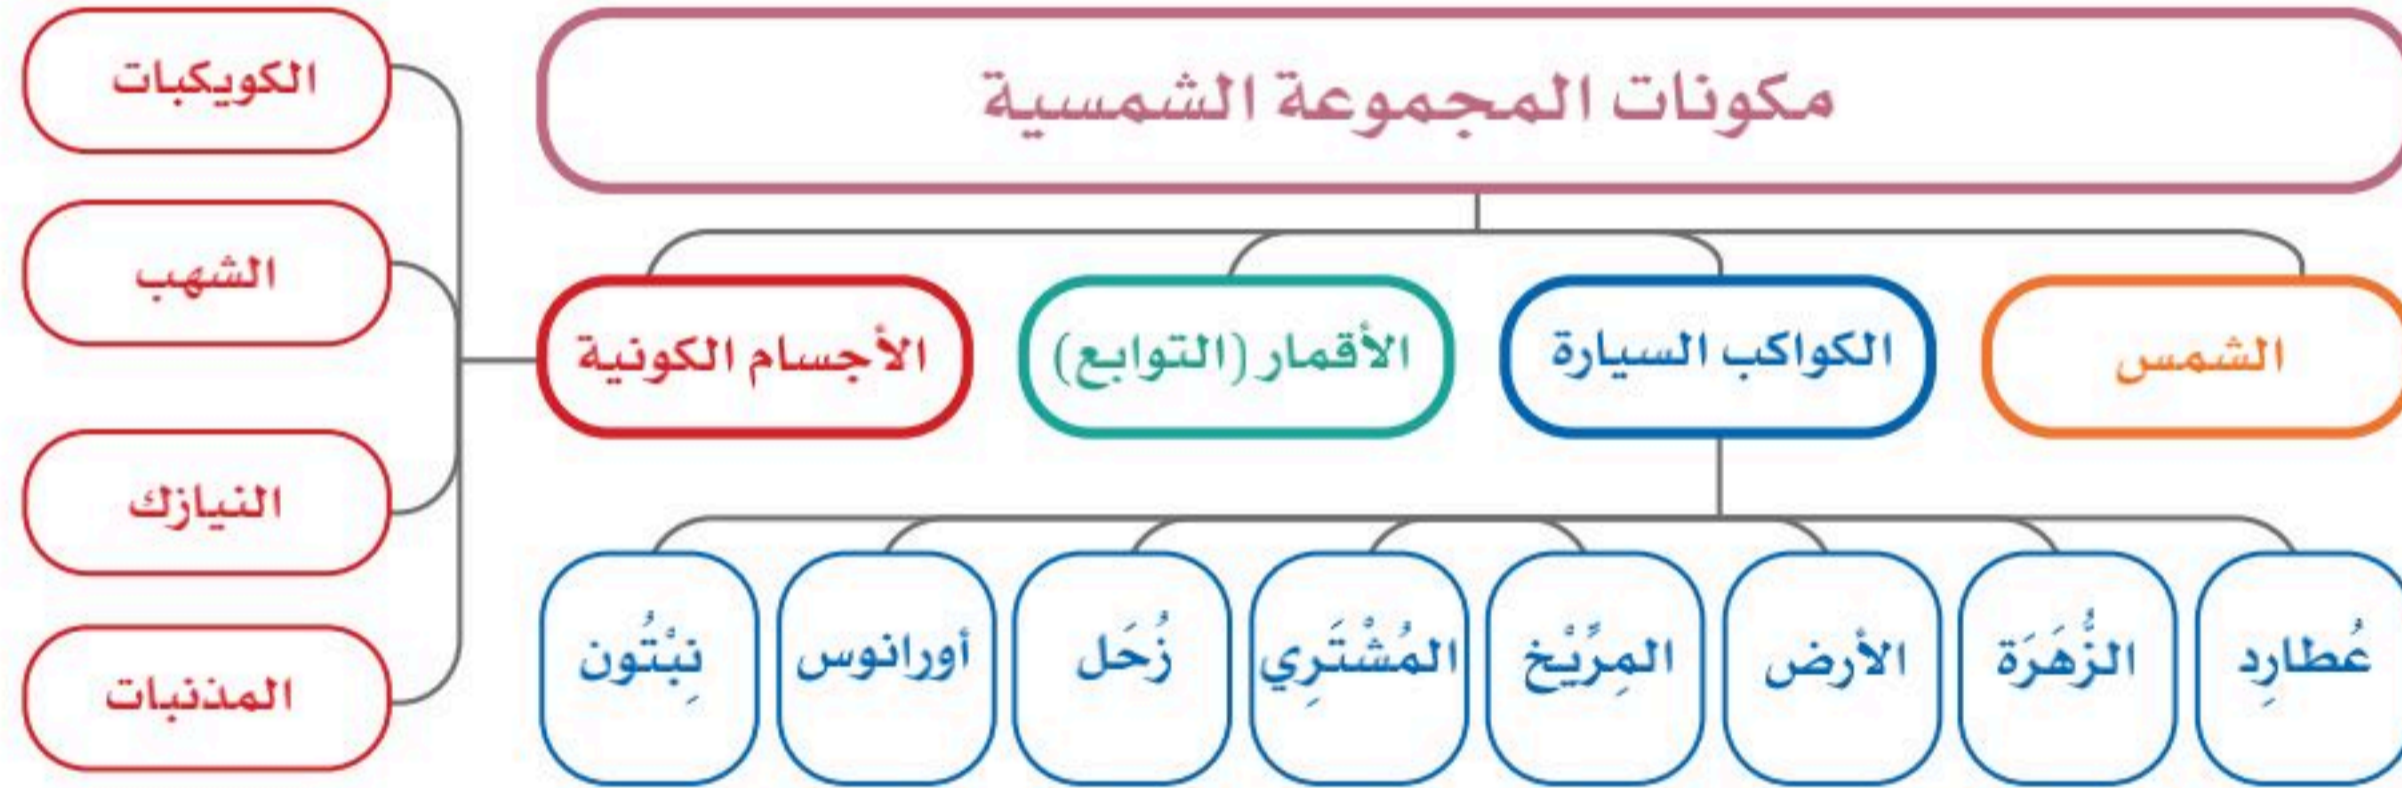 مكونات المجموعة الشمسية
الشمس
الكواكب السيارة
الأقمار (التوابع)
الأجسام الكونية
عُطارِد
الزُّهَرَة
الأرض
المِرِّيْخ
المُشْتَرِي
زُحَل
أورانوس
نِبْتُون
الكويكبات
الشهب
النيازك
المذنبات